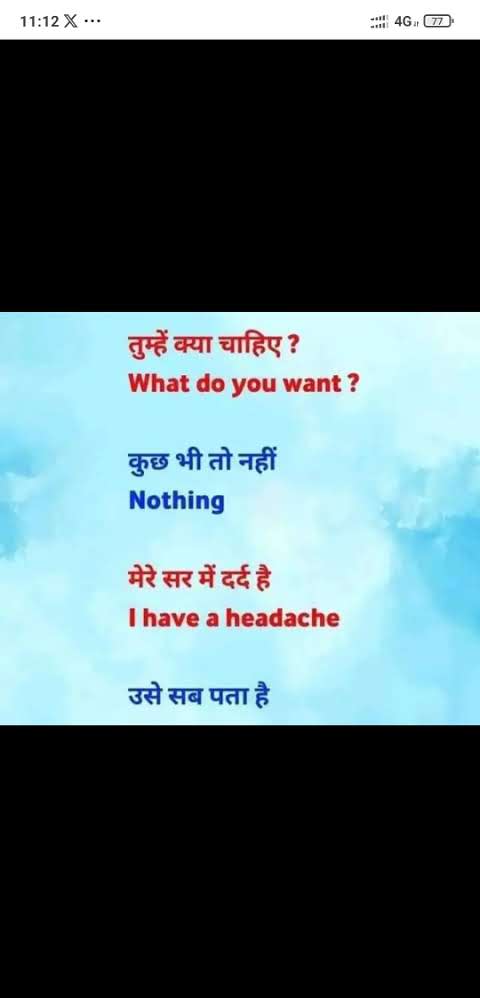 11:12 X ...
4G 77
तुम्हें क्या चाहिए ?
What do you want ?
कुछ भी तो नहीं
Nothing
मेरे सर में दर्द है
I have a headache
उसे सब पता है